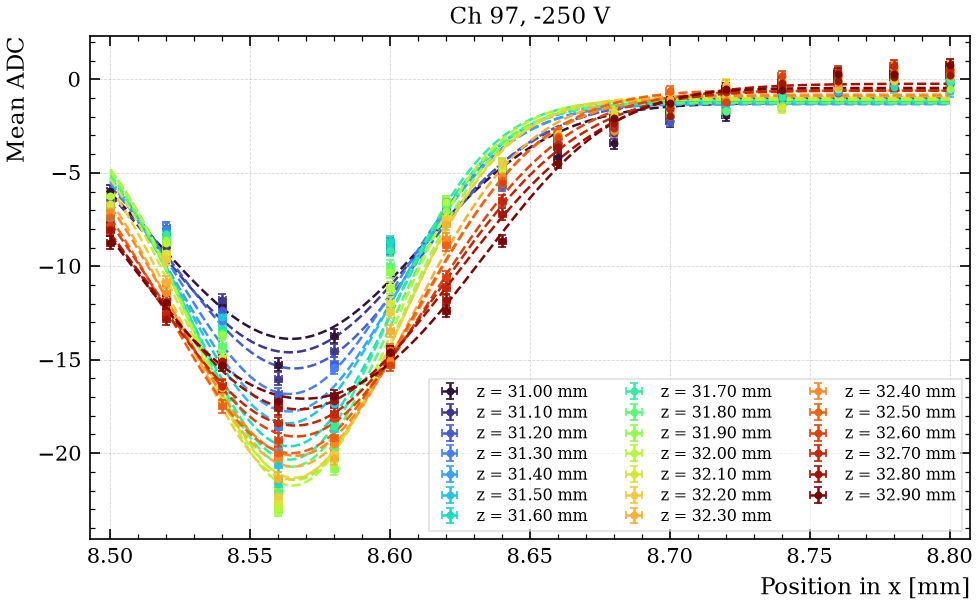 Ch 97, -250 V
Mean ADC
0
−5
−10
−15
−20
8.50 8.55 8.60 8.65 8.70 8.75 8.80
Position in x [mm]
z = 31.00 mm
z = 31.10 mm
z = 31.20 mm
z = 31.30 mm
z = 31.40 mm
z = 31.50 mm
z = 31.60 mm
z = 31.70 mm
z = 31.80 mm
z = 31.90 mm
z = 32.00 mm
z = 32.10 mm
z = 32.20 mm
z = 32.30 mm
z = 32.40 mm
z = 32.50 mm
z = 32.60 mm
z = 32.70 mm
z = 32.80 mm
z = 32.90 mm